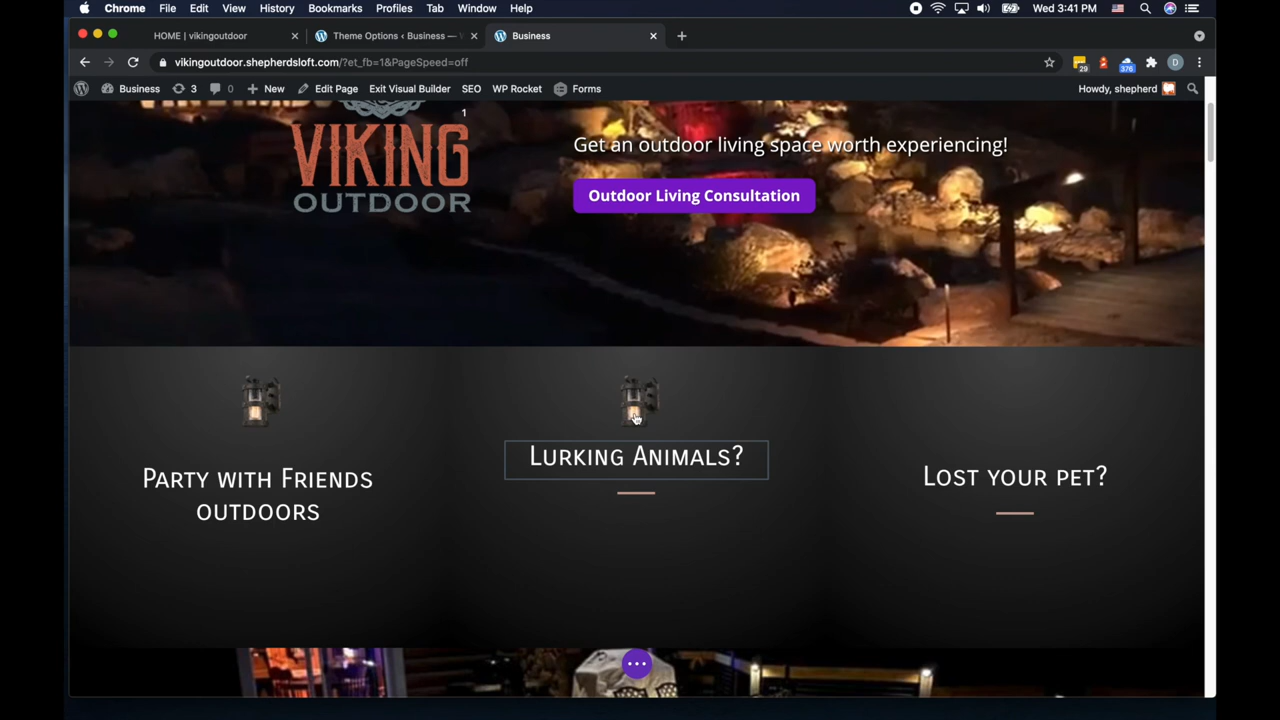 Chrome File Edit View History Bookmarks Profiles Tab Window Help Wed 3:41 PM
HOME | vikingoutdoor Theme Options ‹ Business — Business
vikingoutdoor.shepherdsloft.com/?et_fb=1&PageSpeed=off 29 376 D
Business 3 0 New Edit Page Exit Visual Builder SEO WP Rocket Forms Howdy, shepherd
1
VIKING
OUTDOOR
Get an outdoor living space worth experiencing!
Outdoor Living Consultation
Party with Friends
outdoors
Lurking Animals?
Lost your pet?